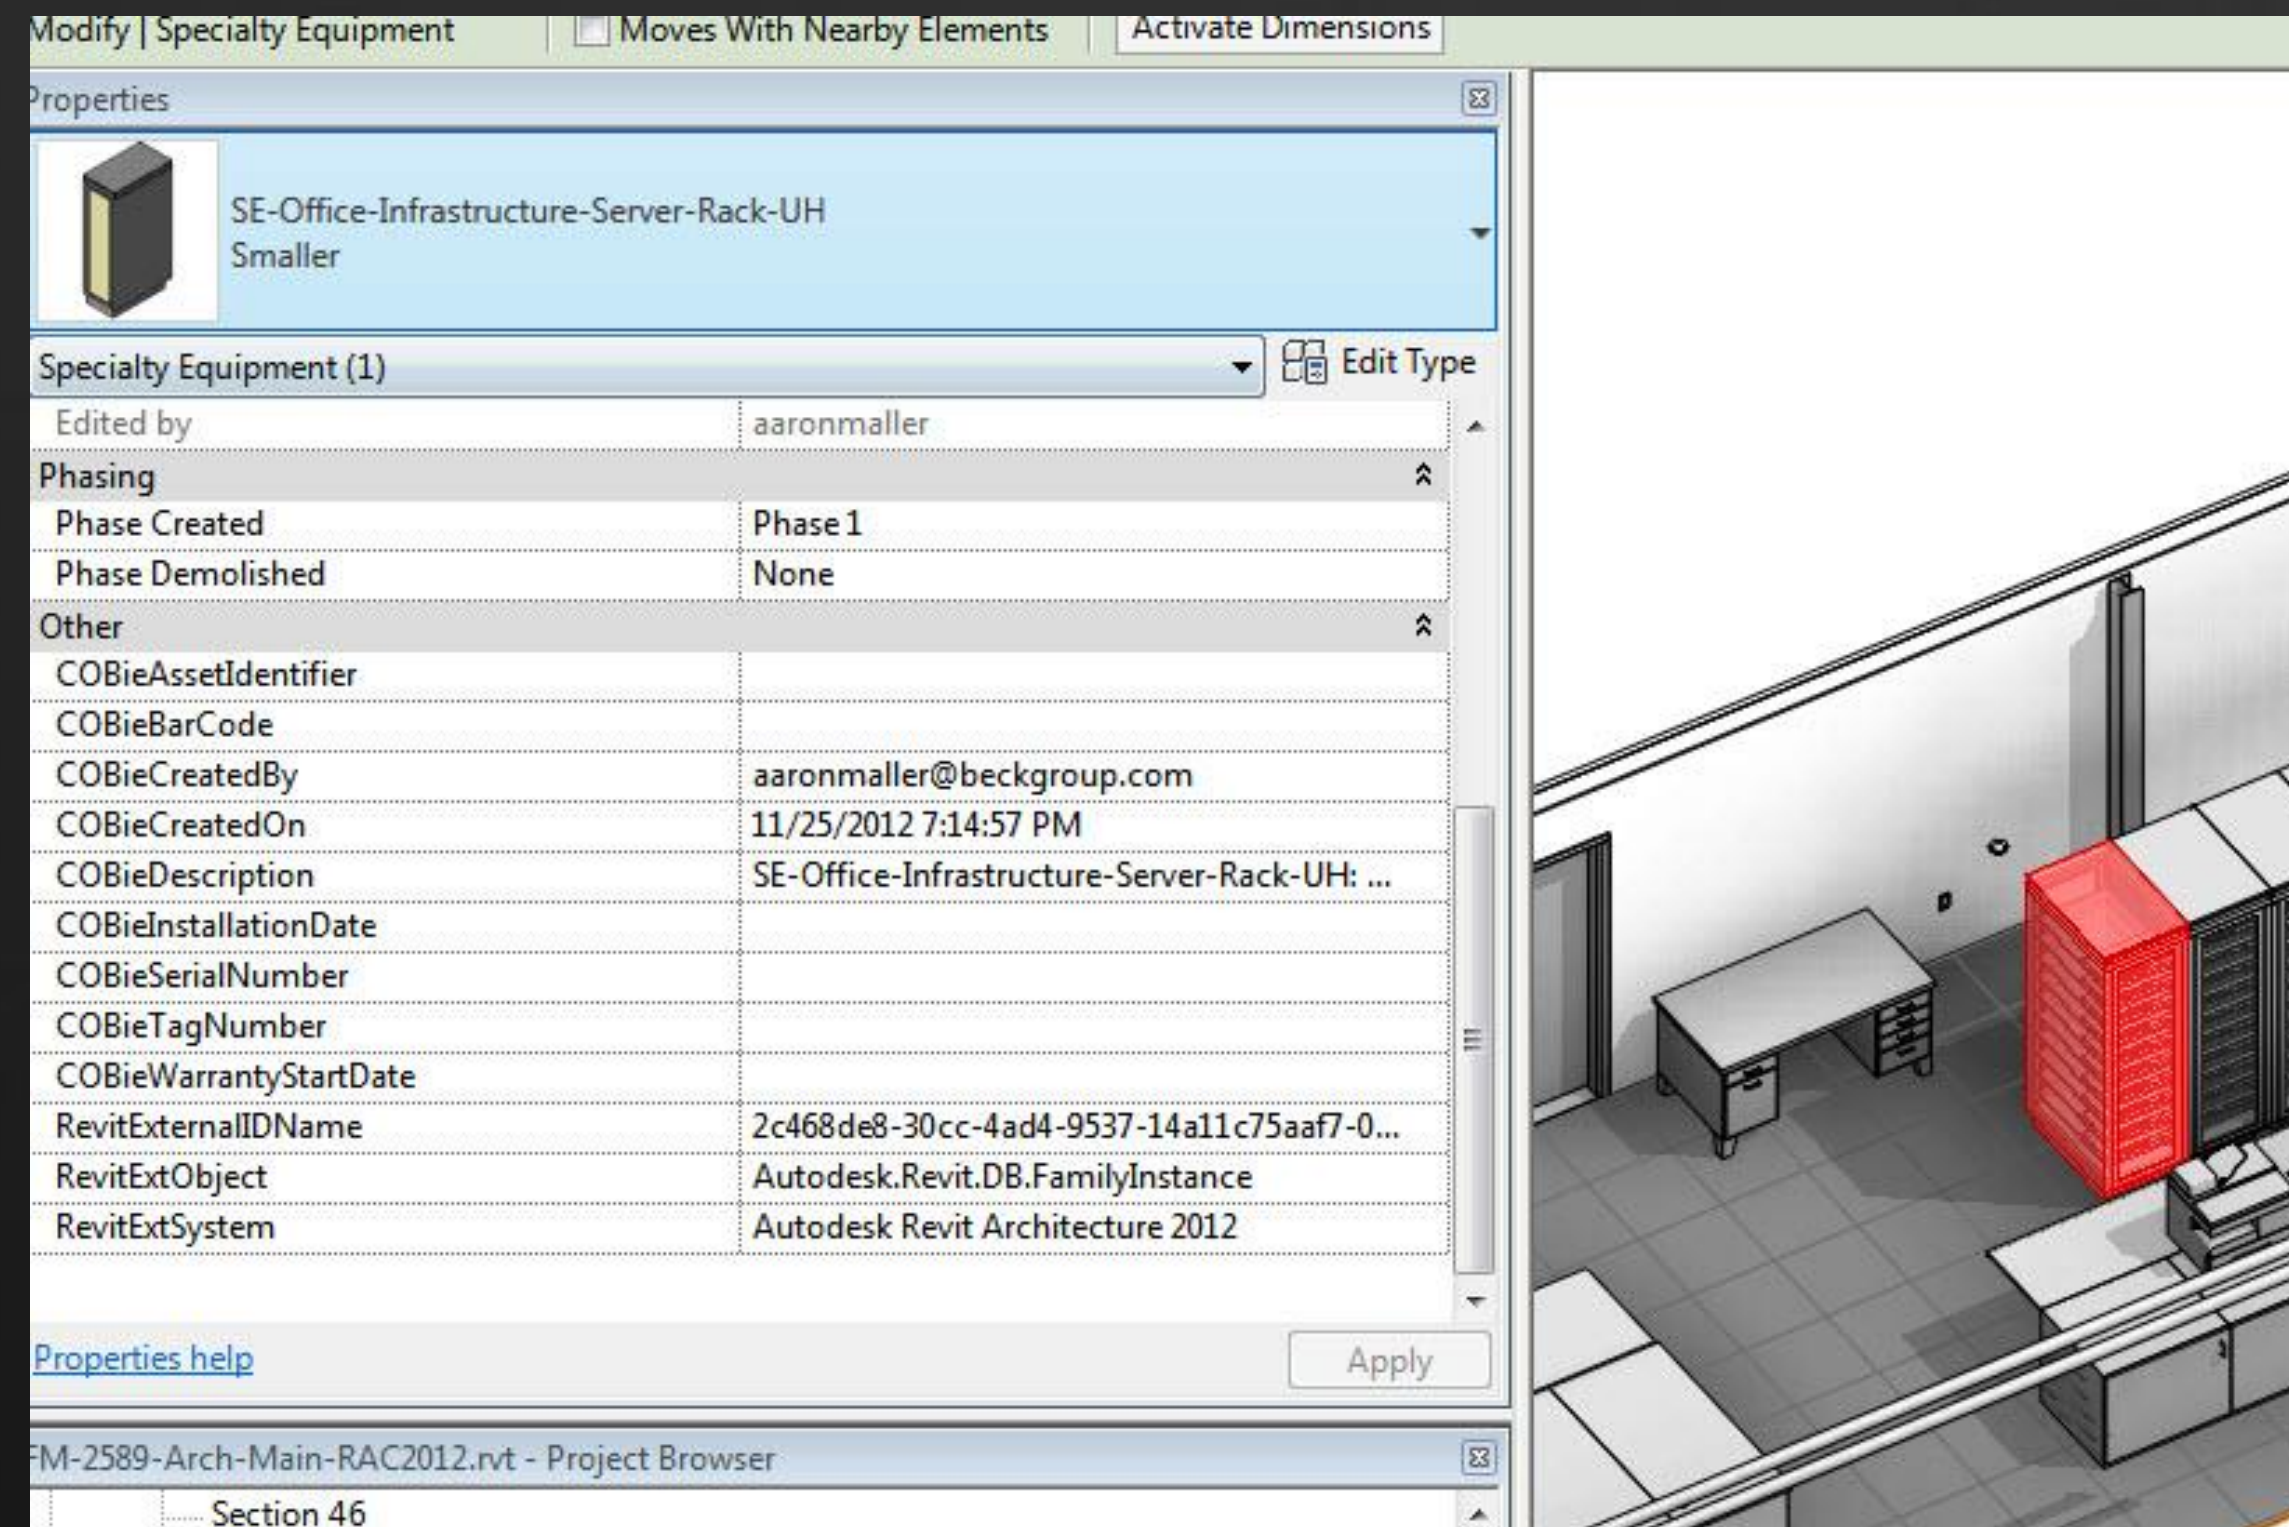 Modify | Specialty Equipment Moves With Nearby Elements Activate Dimensions
Properties
SE-Office-Infrastructure-Server-Rack-UH
Smaller
Specialty Equipment (1) Edit Type
Edited by aaronmaller
Phasing
Phase Created Phase 1
Phase Demolished None
Other
COBieAssetIdentifier
COBieBarCode
COBieCreatedBy aaronmaller@beckgroup.com
COBieCreatedOn 11/25/2012 7:14:57 PM
COBieDescription SE-Office-Infrastructure-Server-Rack-UH: ...
COBieInstallationDate
COBieSerialNumber
COBieTagNumber
COBieWarrantyStartDate
RevitExternalIDName 2c468de8-30cc-4ad4-9537-14a11c75aaf7-0...
RevitExtObject Autodesk.Revit.DB.FamilyInstance
RevitExtSystem Autodesk Revit Architecture 2012
Properties help Apply
FM-2589-Arch-Main-RAC2012.rvt - Project Browser
Section 46